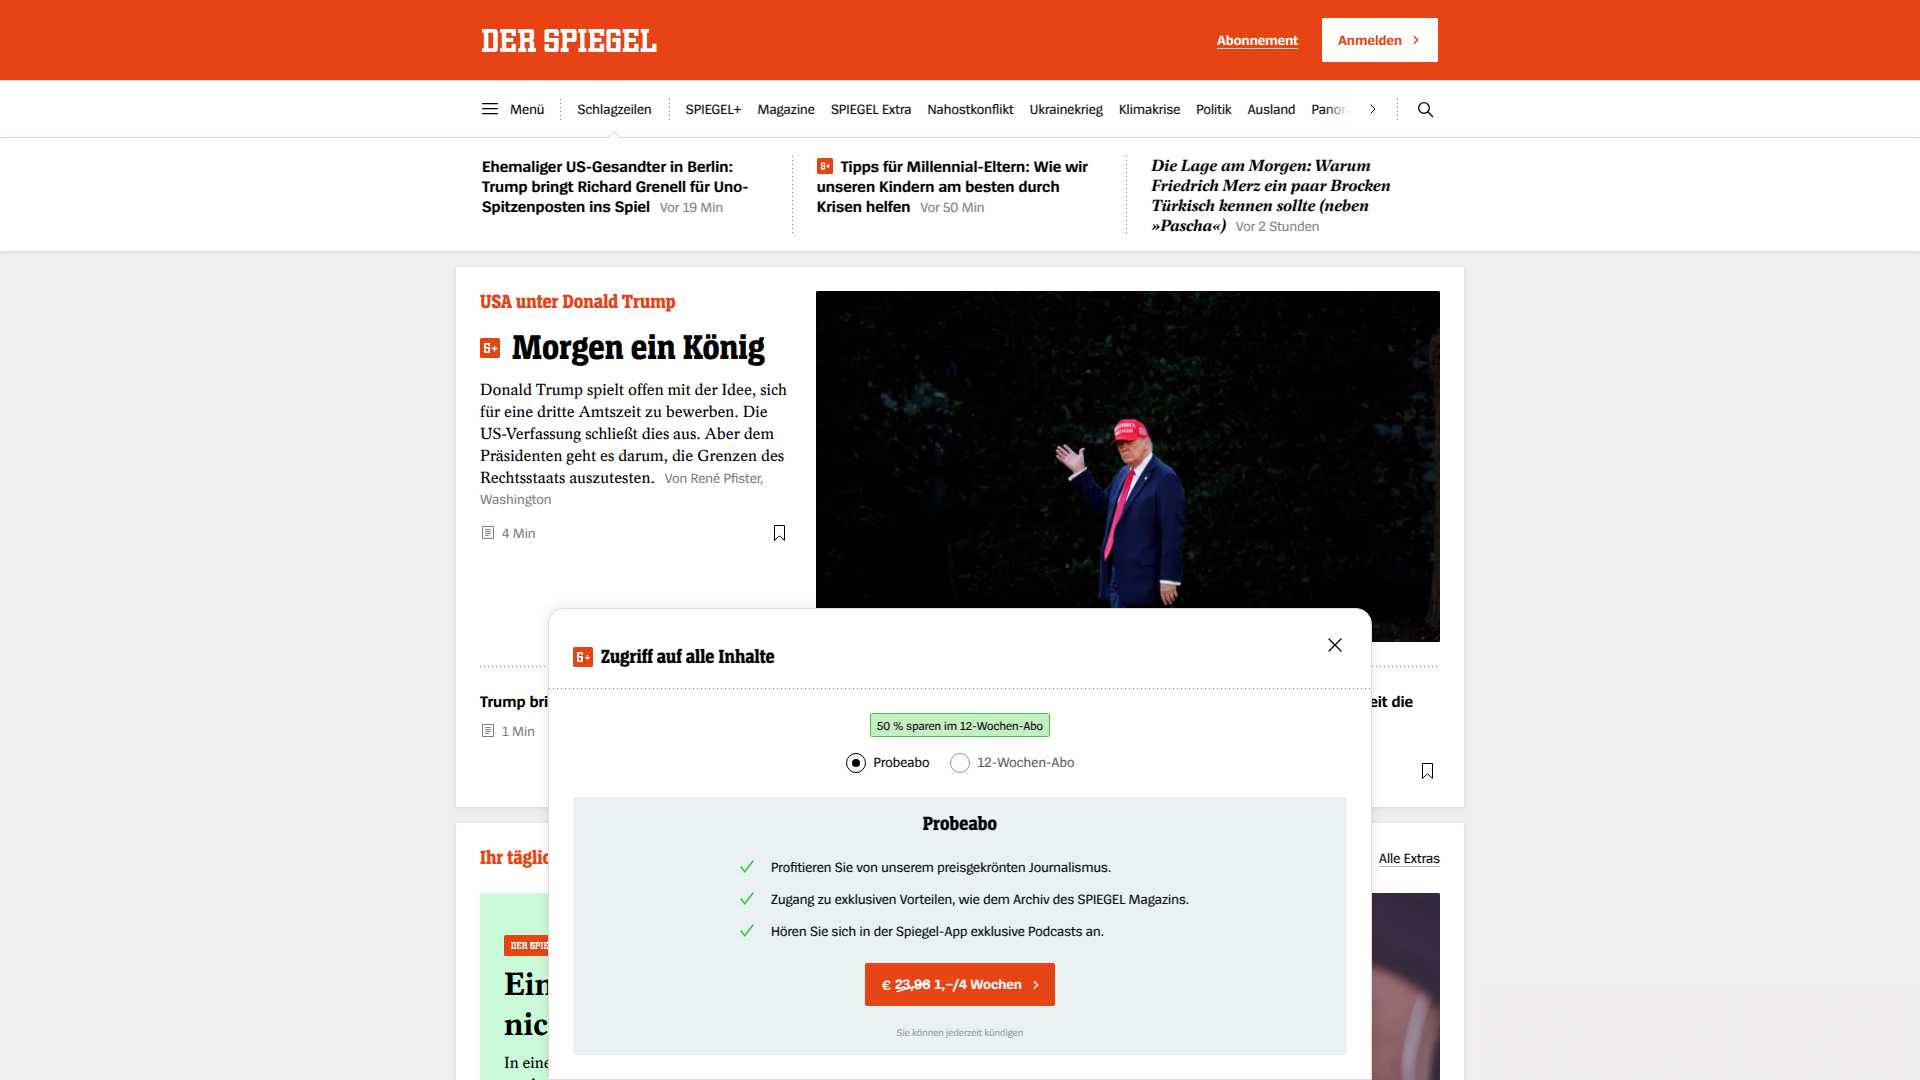 DER SPIEGEL
Abonnement
Anmelden
Menü
Schlagzeilen
SPIEGEL+
Magazine
SPIEGEL Extra
Nahostkonflikt
Ukrainekrieg
Klimakrise
Politik
Ausland
Ehemaliger US-Gesandter in Berlin:
Trump bringt Richard Grenell für Uno-
Spitzenposten ins Spiel Vor 19 Min
Tipps für Millennial-Eltern: Wie wir
unseren Kindern am besten durch
Krisen helfen Vor 50 Min
Die Lage am Morgen: Warum
Friedrich Merz ein paar Brocken
Türkisch kennen sollte (neben
»Pascha«) Vor 2 Stunden
USA unter Donald Trump
Morgen ein König
Donald Trump spielt offen mit der Idee, sich
für eine dritte Amtszeit zu bewerben. Die
US-Verfassung schließt dies aus. Aber dem
Präsidenten geht es darum, die Grenzen des
Rechtsstaats auszutesten. Von René Pfister,
Washington
4 Min
Zugriff auf alle Inhalte
Trump bri
eit die
1 Min
50 % sparen im 12-Wochen-Abo
Probeabo
12-Wochen-Abo
Probeabo
Profitieren Sie von unserem preisgekrönten Journalismus.
Zugang zu exklusiven Vorteilen, wie dem Archiv des SPIEGEL Magazins.
Hören Sie sich in der Spiegel-App exklusive Podcasts an.
€ 23,96 1,–/4 Wochen
Sie können jederzeit kündigen
Ihr täglic
Alle Extras
DER SPIE
Ein
nic
In eine